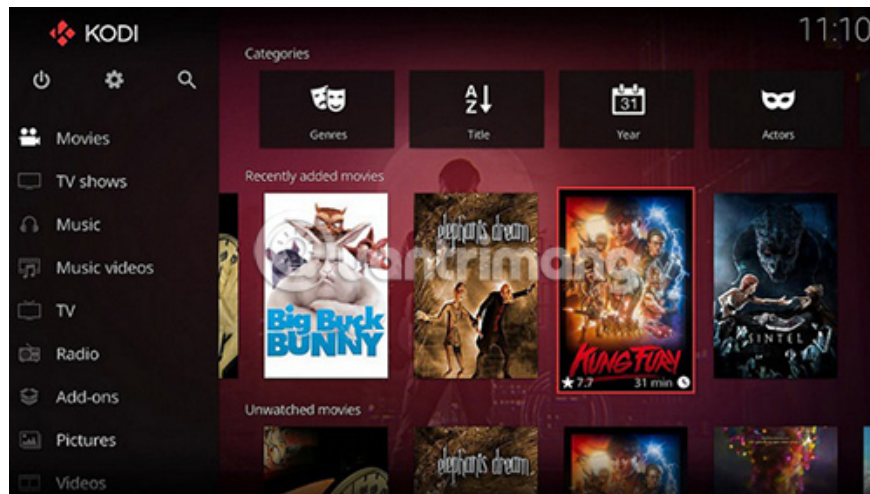 KODI
11:10
Categories
Genres
A
Z
Title
31
Year
Actors
Movies
TV shows
Music
Music videos
TV
Radio
Add-ons
Pictures
Videos
Recently added movies
Big Buck
BUNNY
elephants dream
KUNG FURY
7.7
31 min
SINTEL
Quantrimang
Unwatched movies
elephants dream